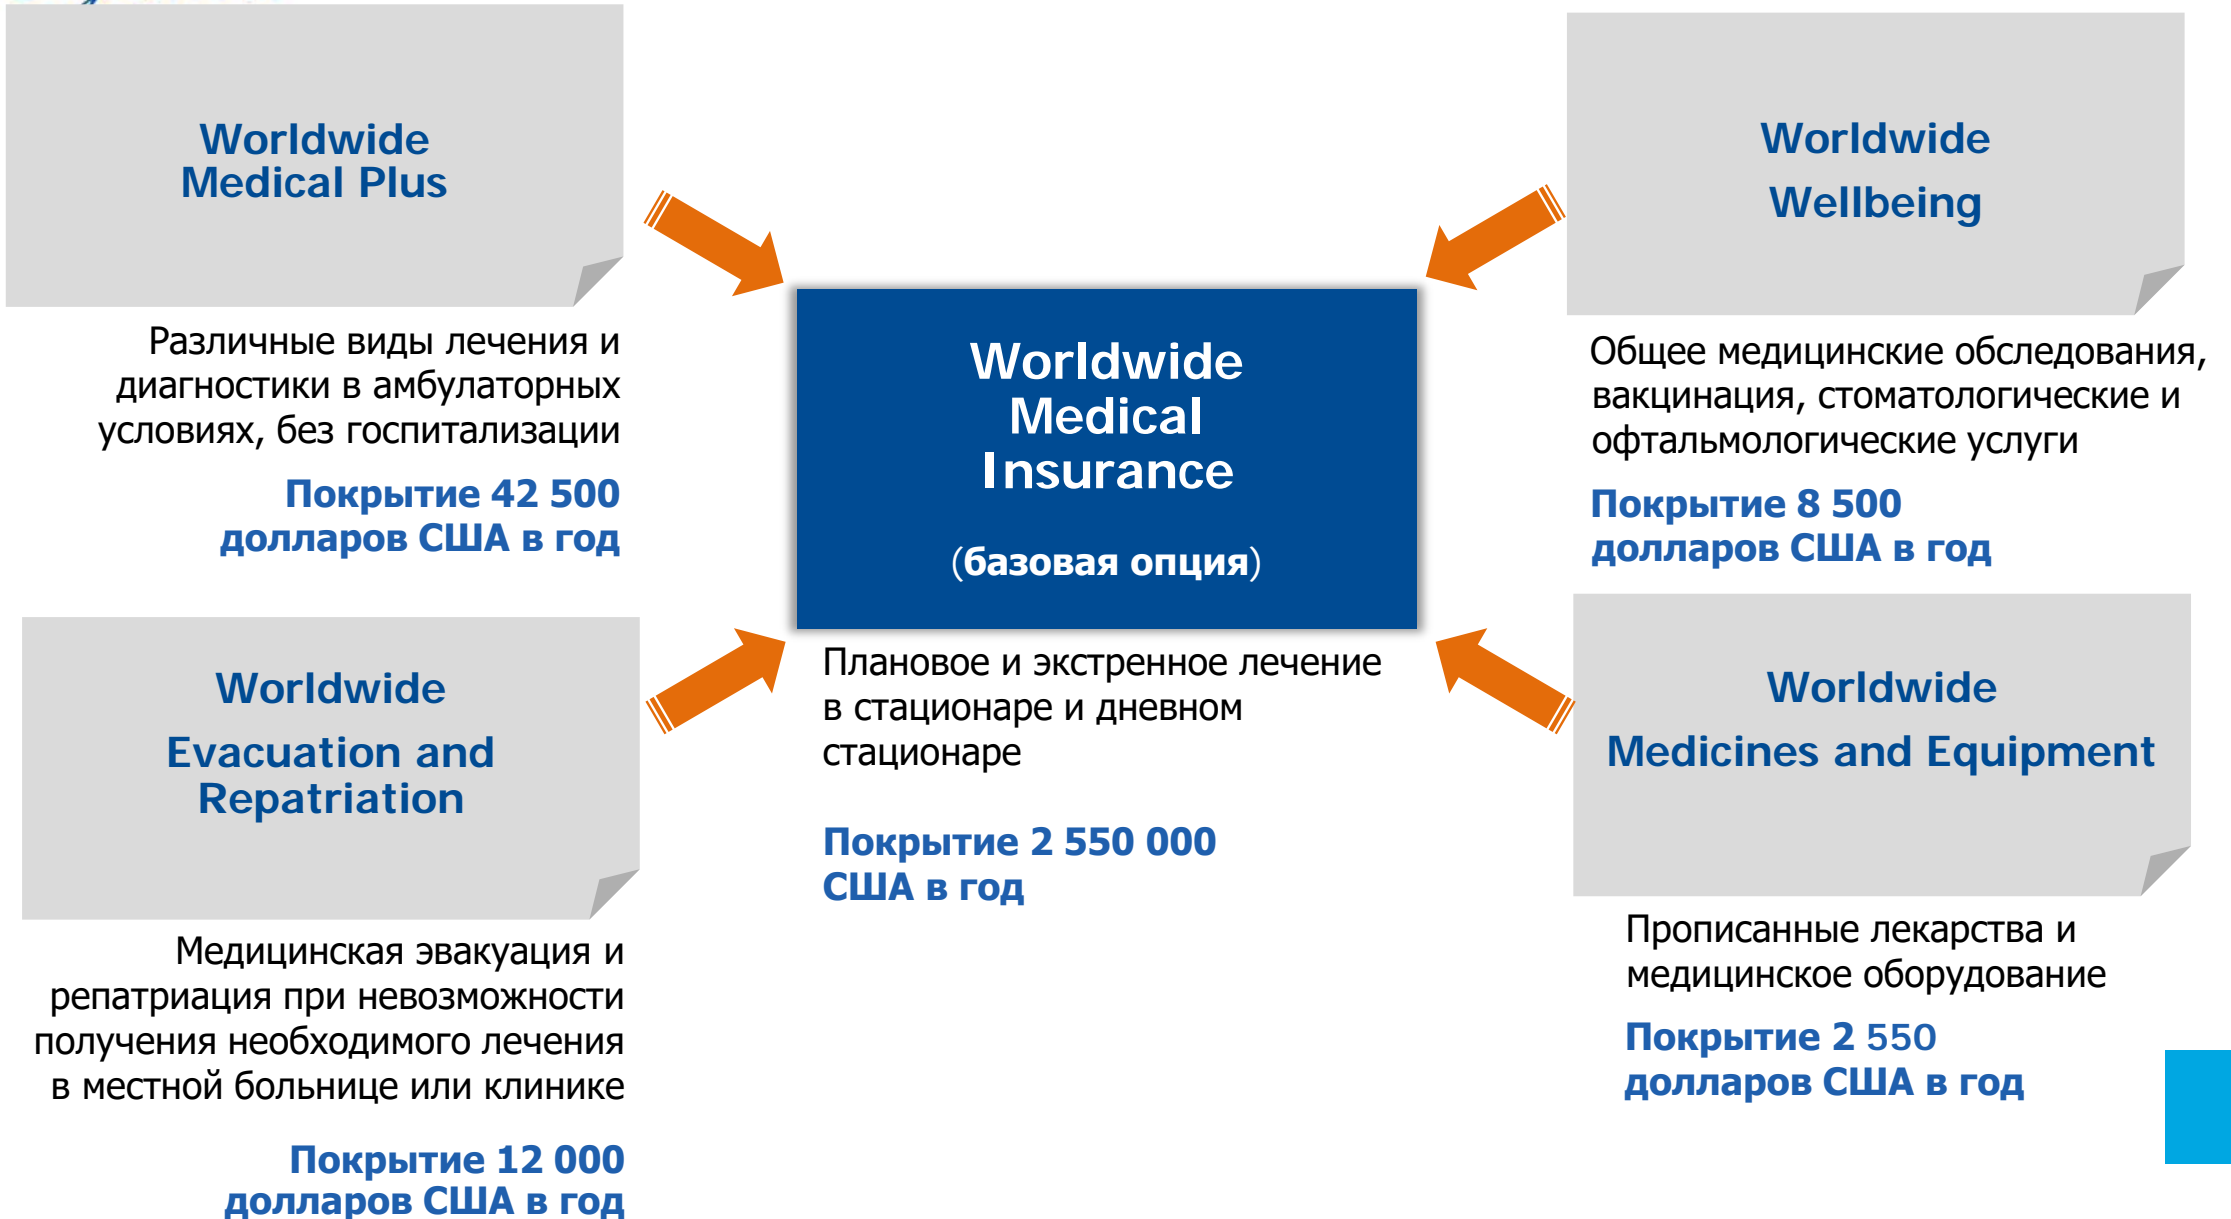 Worldwide
Medical Plus
Различные виды лечения и
диагностики в амбулаторных
условиях, без госпитализации
Покрытие 42 500
долларов США в год
Worldwide
Wellbeing
Общее медицинские обследования,
вакцинация, стоматологические и
офтальмологические услуги
Покрытие 8 500
долларов США в год
Worldwide
Medical
Insurance
(базовая опция)
Плановое и экстренное лечение
в стационаре и дневном
стационаре
Покрытие 2 550 000
США в год
Worldwide
Evacuation and
Repatriation
Медицинская эвакуация и
репатриация при невозможности
получения необходимого лечения
в местной больнице или клинике
Покрытие 12 000
долларов США в год
Worldwide
Medicines and Equipment
Прописанные лекарства и
медицинское оборудование
Покрытие 2 550
долларов США в год